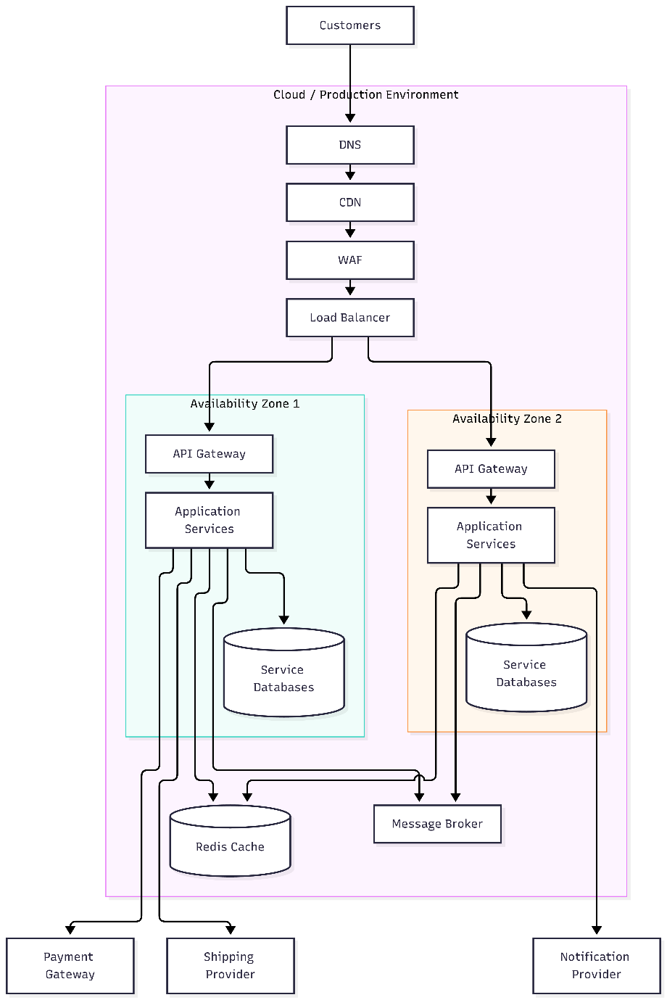 Customers
Cloud / Production Environment
DNS
CDN
WAF
Load Balancer
Availability Zone 1
Availability Zone 2
API Gateway
API Gateway
Application
Services
Application
Services
Service
Databases
Service
Databases
Redis Cache
Message Broker
Payment
Gateway
Shipping
Provider
Notification
Provider